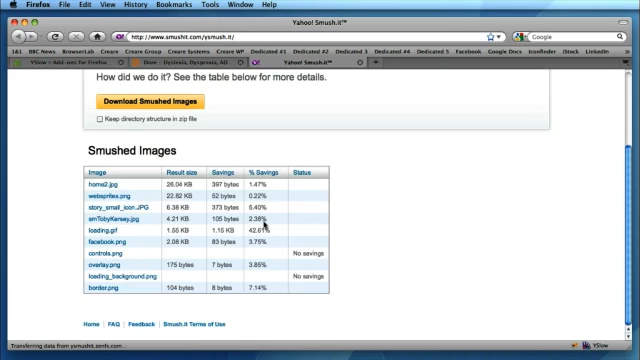 Firefox File Edit View History Bookmarks Tools Window Help
Yahoo! Smush.it™
http://www.smushit.com/ysmush.it/
Google
1&1 BBC News BrowserLab Creare Creare Group Creare Systems Creare WP Dedicated #1 Dedicated #2 Dedicated #3 Dedicated #4 Facebook Google Docs Iconfinder iStock LinkedIn
YSlow :: Add-ons for Firefox
Dore :: Dyslexia, Dyspraxia, AD...
Yahoo! Smush.it™
How did we do it? See the table below for more details.
Download Smushed Images
Keep directory structure in zip file
Smushed Images
Image Result size Savings % Savings Status
home2.jpg 26.04 KB 397 bytes 1.47%
websprites.png 22.82 KB 52 bytes 0.22%
story_small_icon.JPG 6.38 KB 373 bytes 5.40%
smTobyKersey.jpg 4.21 KB 105 bytes 2.38%
loading.gif 1.55 KB 1.15 KB 42.61%
facebook.png 2.08 KB 83 bytes 3.75%
controls.png No savings
overlay.png 175 bytes 7 bytes 3.85%
loading_background.png No savings
border.png 104 bytes 8 bytes 7.14%
Home FAQ Feedback Smush.it Terms of Use
Transferring data from ysmushit.zenfs.com...
YSlow